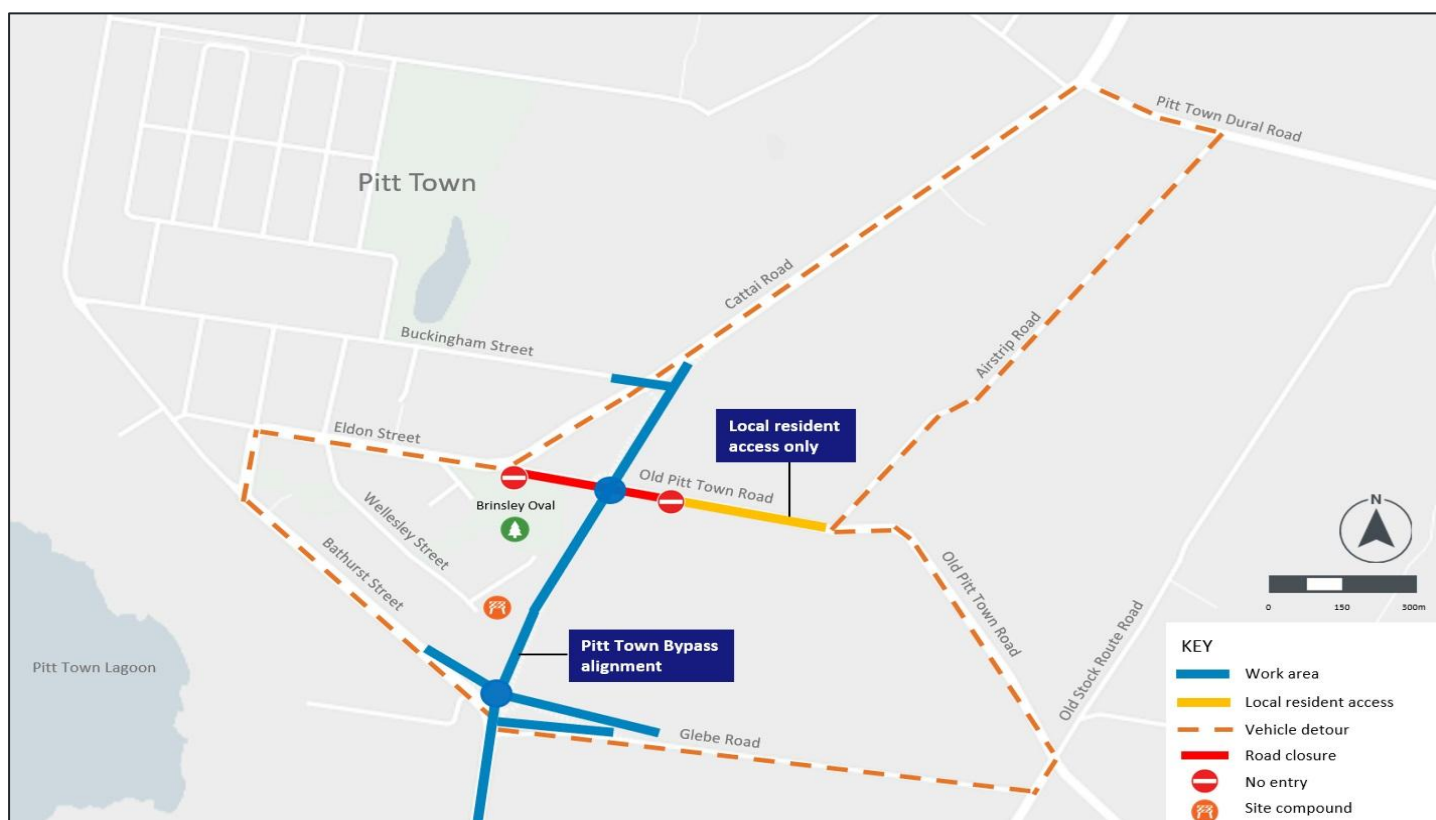 Pitt Town Dural Road
Pitt Town
Cattai Road
Airstrip Road
Buckingham Street
Local resident
access only
Eldon Street
Old Pitt Town Road
Brinsley Oval
Wellesley Street
Bathurst Street
N
0 150 300m
Old Pitt Town Road
Old Stock Route Road
Pitt Town Bypass
alignment
Pitt Town Lagoon
Glebe Road
KEY
Work area
Local resident access
Vehicle detour
Road closure
No entry
Site compound